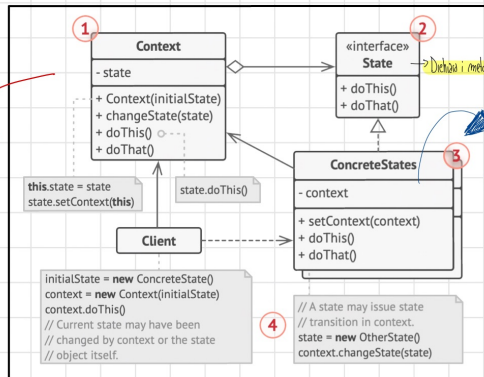 1
Context
- state
+ Context(initialState)
+ changeState(state)
+ doThis()
+ doThat()
2
«interface»
State
+ doThis()
+ doThat()
3
ConcreteStates
- context
+ setContext(context)
+ doThis()
+ doThat()
this.state = state
state.setContext(this)
state.doThis()
Client
initialState = new ConcreteState()
context = new Context(initialState)
context.doThis()
// Current state may have been
// changed by context or the state
// object itself.
4
// A state may issue state
// transition in context.
state = new OtherState()
context.changeState(state)